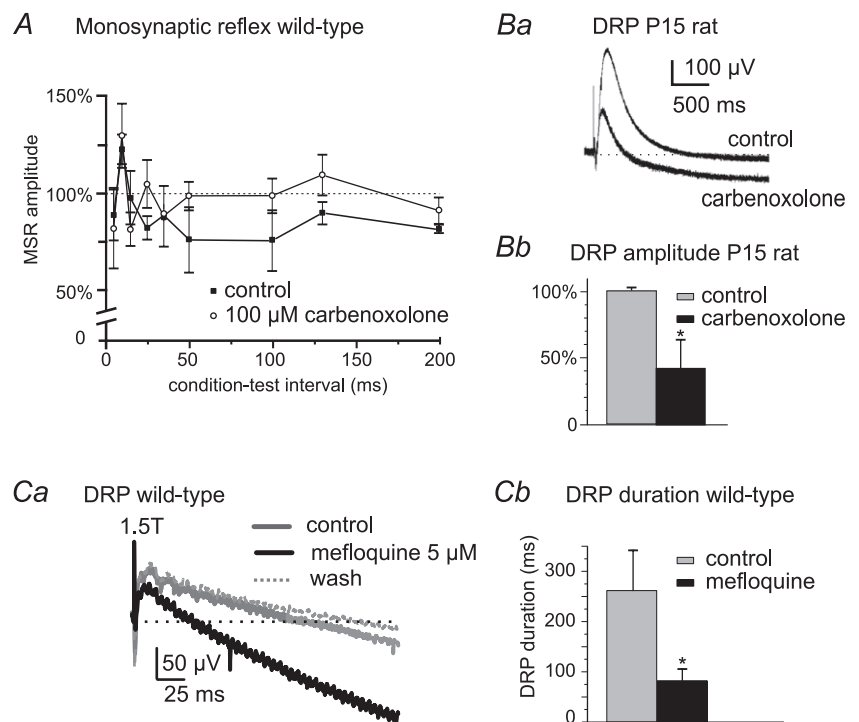 A Monosynaptic reflex wild-type
150%
100%
50%
0
MSR amplitude
control
100 µM carbenoxolone
0 50 100 150 200
condition-test interval (ms)
Ba DRP P15 rat
100 µV
500 ms
control
carbenoxolone
Bb DRP amplitude P15 rat
100%
50%
0
control
carbenoxolone
*
Ca DRP wild-type
1.5T
control
mefloquine 5 µM
wash
50 µV
25 ms
Cb DRP duration wild-type
DRP duration (ms)
300
200
100
0
control
mefloquine
*